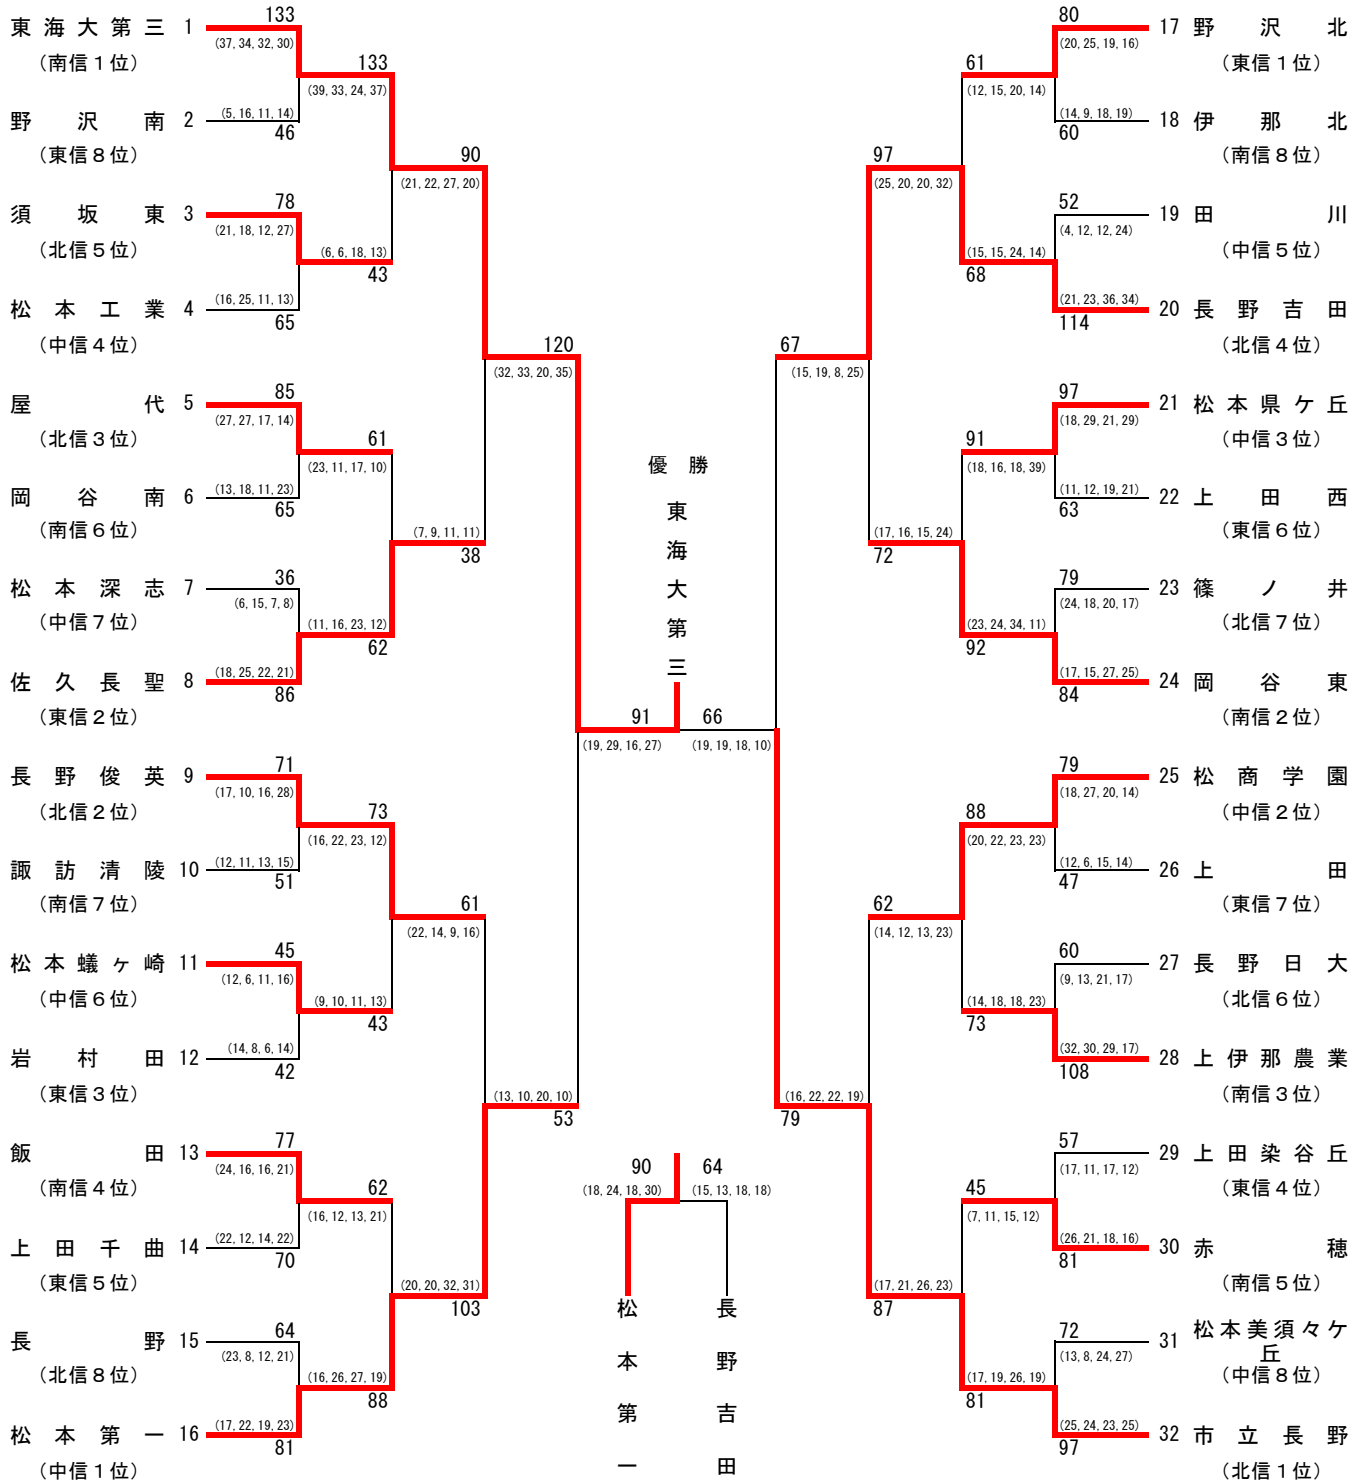 東海大第三 1 133
(37, 34, 32, 30)
(南信1位)
133
(39, 33, 24, 37)
(5, 16, 11, 14)
野沢南 2 46
(東信8位)
90
(21, 22, 27, 20)
須坂東 3 78
(21, 18, 12, 27)
(北信5位)
(6, 6, 18, 13)
43
(16, 25, 11, 13)
松本工業 4 65
(中信4位)
120
(32, 33, 20, 35)
屋代 5 85
(27, 27, 17, 14)
(北信3位)
61
(23, 11, 17, 10)
(13, 18, 11, 23)
岡谷南 6 65
(南信6位)
(7, 9, 11, 11)
38
松本深志 7 36
(6, 15, 7, 8)
(中信7位)
(11, 16, 23, 12)
62
(18, 25, 22, 21)
佐久長聖 8 86
(東信2位)
長野俊英 9 71
(17, 10, 16, 28)
(北信2位)
73
(16, 22, 23, 12)
(12, 11, 13, 15)
諏訪清陵 10 51
(南信7位)
61
(22, 14, 9, 16)
松本蟻ヶ崎 11 45
(12, 6, 11, 16)
(中信6位)
(9, 10, 11, 13)
43
(14, 8, 6, 14)
岩村田 12 42
(東信3位)
(13, 10, 20, 10)
53
飯田 13 77
(24, 16, 16, 21)
(南信4位)
62
(16, 12, 13, 21)
(22, 12, 14, 22)
上田千曲 14 70
(東信5位)
(20, 20, 32, 31)
103
長野 15 64
(23, 8, 12, 21)
(北信8位)
(16, 26, 27, 19)
88
(17, 22, 19, 23)
松本第一 16 81
(中信1位)
優勝
東海大第三
91 66
(19, 29, 16, 27) (19, 19, 18, 10)
90 64
(18, 24, 18, 30) (15, 13, 18, 18)
松本第一
長野吉田
80 17 野沢北
(20, 25, 19, 16)
(東信1位)
61
(12, 15, 20, 14)
(14, 9, 18, 19)
60 18 伊那北
(南信8位)
97
(25, 20, 20, 32)
52 19 田川
(4, 12, 12, 24)
(中信5位)
(15, 15, 24, 14)
68
(21, 23, 36, 34)
114 20 長野吉田
(北信4位)
67
(15, 19, 8, 25)
97 21 松本県ケ丘
(18, 29, 21, 29)
(中信3位)
91
(18, 16, 18, 39)
(11, 12, 19, 21)
63 22 上田西
(東信6位)
(17, 16, 15, 24)
72
79 23 篠ノ井
(24, 18, 20, 17)
(北信7位)
(23, 24, 34, 11)
92
(17, 15, 27, 25)
84 24 岡谷東
(南信2位)
79 25 松商学園
(18, 27, 20, 14)
(中信2位)
88
(20, 22, 23, 23)
(12, 6, 15, 14)
47 26 上田
(東信7位)
62
(14, 12, 13, 23)
60 27 長野日大
(9, 13, 21, 17)
(北信6位)
(14, 18, 18, 23)
73
(32, 30, 29, 17)
108 28 上伊那農業
(南信3位)
(16, 22, 22, 19)
79
57 29 上田染谷丘
(17, 11, 17, 12)
(東信4位)
45
(7, 11, 15, 12)
(26, 21, 18, 16)
81 30 赤穂
(南信5位)
(17, 21, 26, 23)
87
72 31 松本美須々ケ
丘
(13, 8, 24, 27)
(中信8位)
(17, 19, 26, 19)
81
(25, 24, 23, 25)
97 32 市立長野
(北信1位)